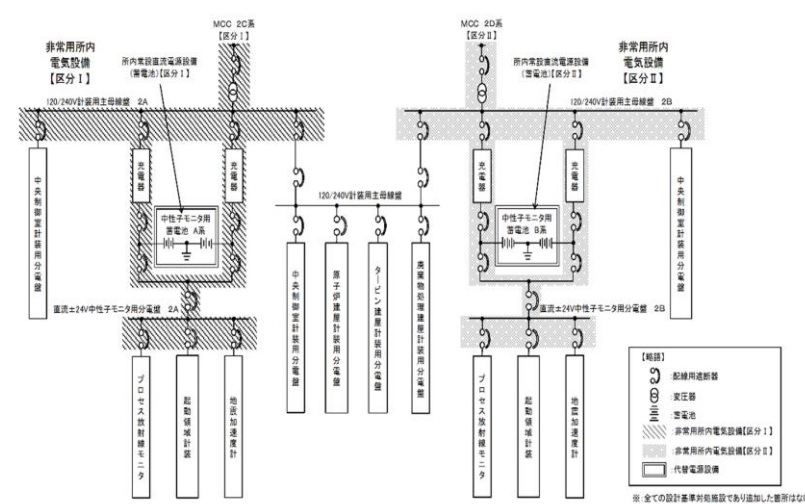 MCC 2C系
【区分Ⅰ】
非常用所内
電気設備
【区分Ⅰ】
所内常設直流電源設備
(蓄電池)【区分Ⅰ】
120/240V計装用主母線盤 2A
充電器
充電器
中性子モニタ用
蓄電池 A系
中央制御室計装用分電盤
直流±24V中性子モニタ用分電盤 2A
プロセス放射線モニタ
起動領域計装
地震加速度計
120/240V計装用主母線盤
中央制御室計装用分電盤
原子炉建屋計装用分電盤
タービン建屋計装用分電盤
廃棄物処理建屋計装用分電盤
MCC 2D系
【区分Ⅱ】
所内常設直流電源設備
(蓄電池)【区分Ⅱ】
非常用所内
電気設備
【区分Ⅱ】
120/240V計装用主母線盤 2B
充電器
充電器
中性子モニタ用
蓄電池 B系
中央制御室計装用分電盤
直流±24V中性子モニタ用分電盤 2B
プロセス放射線モニタ
起動領域計装
地震加速度計
【略語】
:配線用遮断器
:変圧器
:蓄電池
:非常用所内電気設備【区分Ⅰ】
:非常用所内電気設備【区分Ⅱ】
:代替電源設備
※:全ての設計基準対処施設であり追加した箇所はない